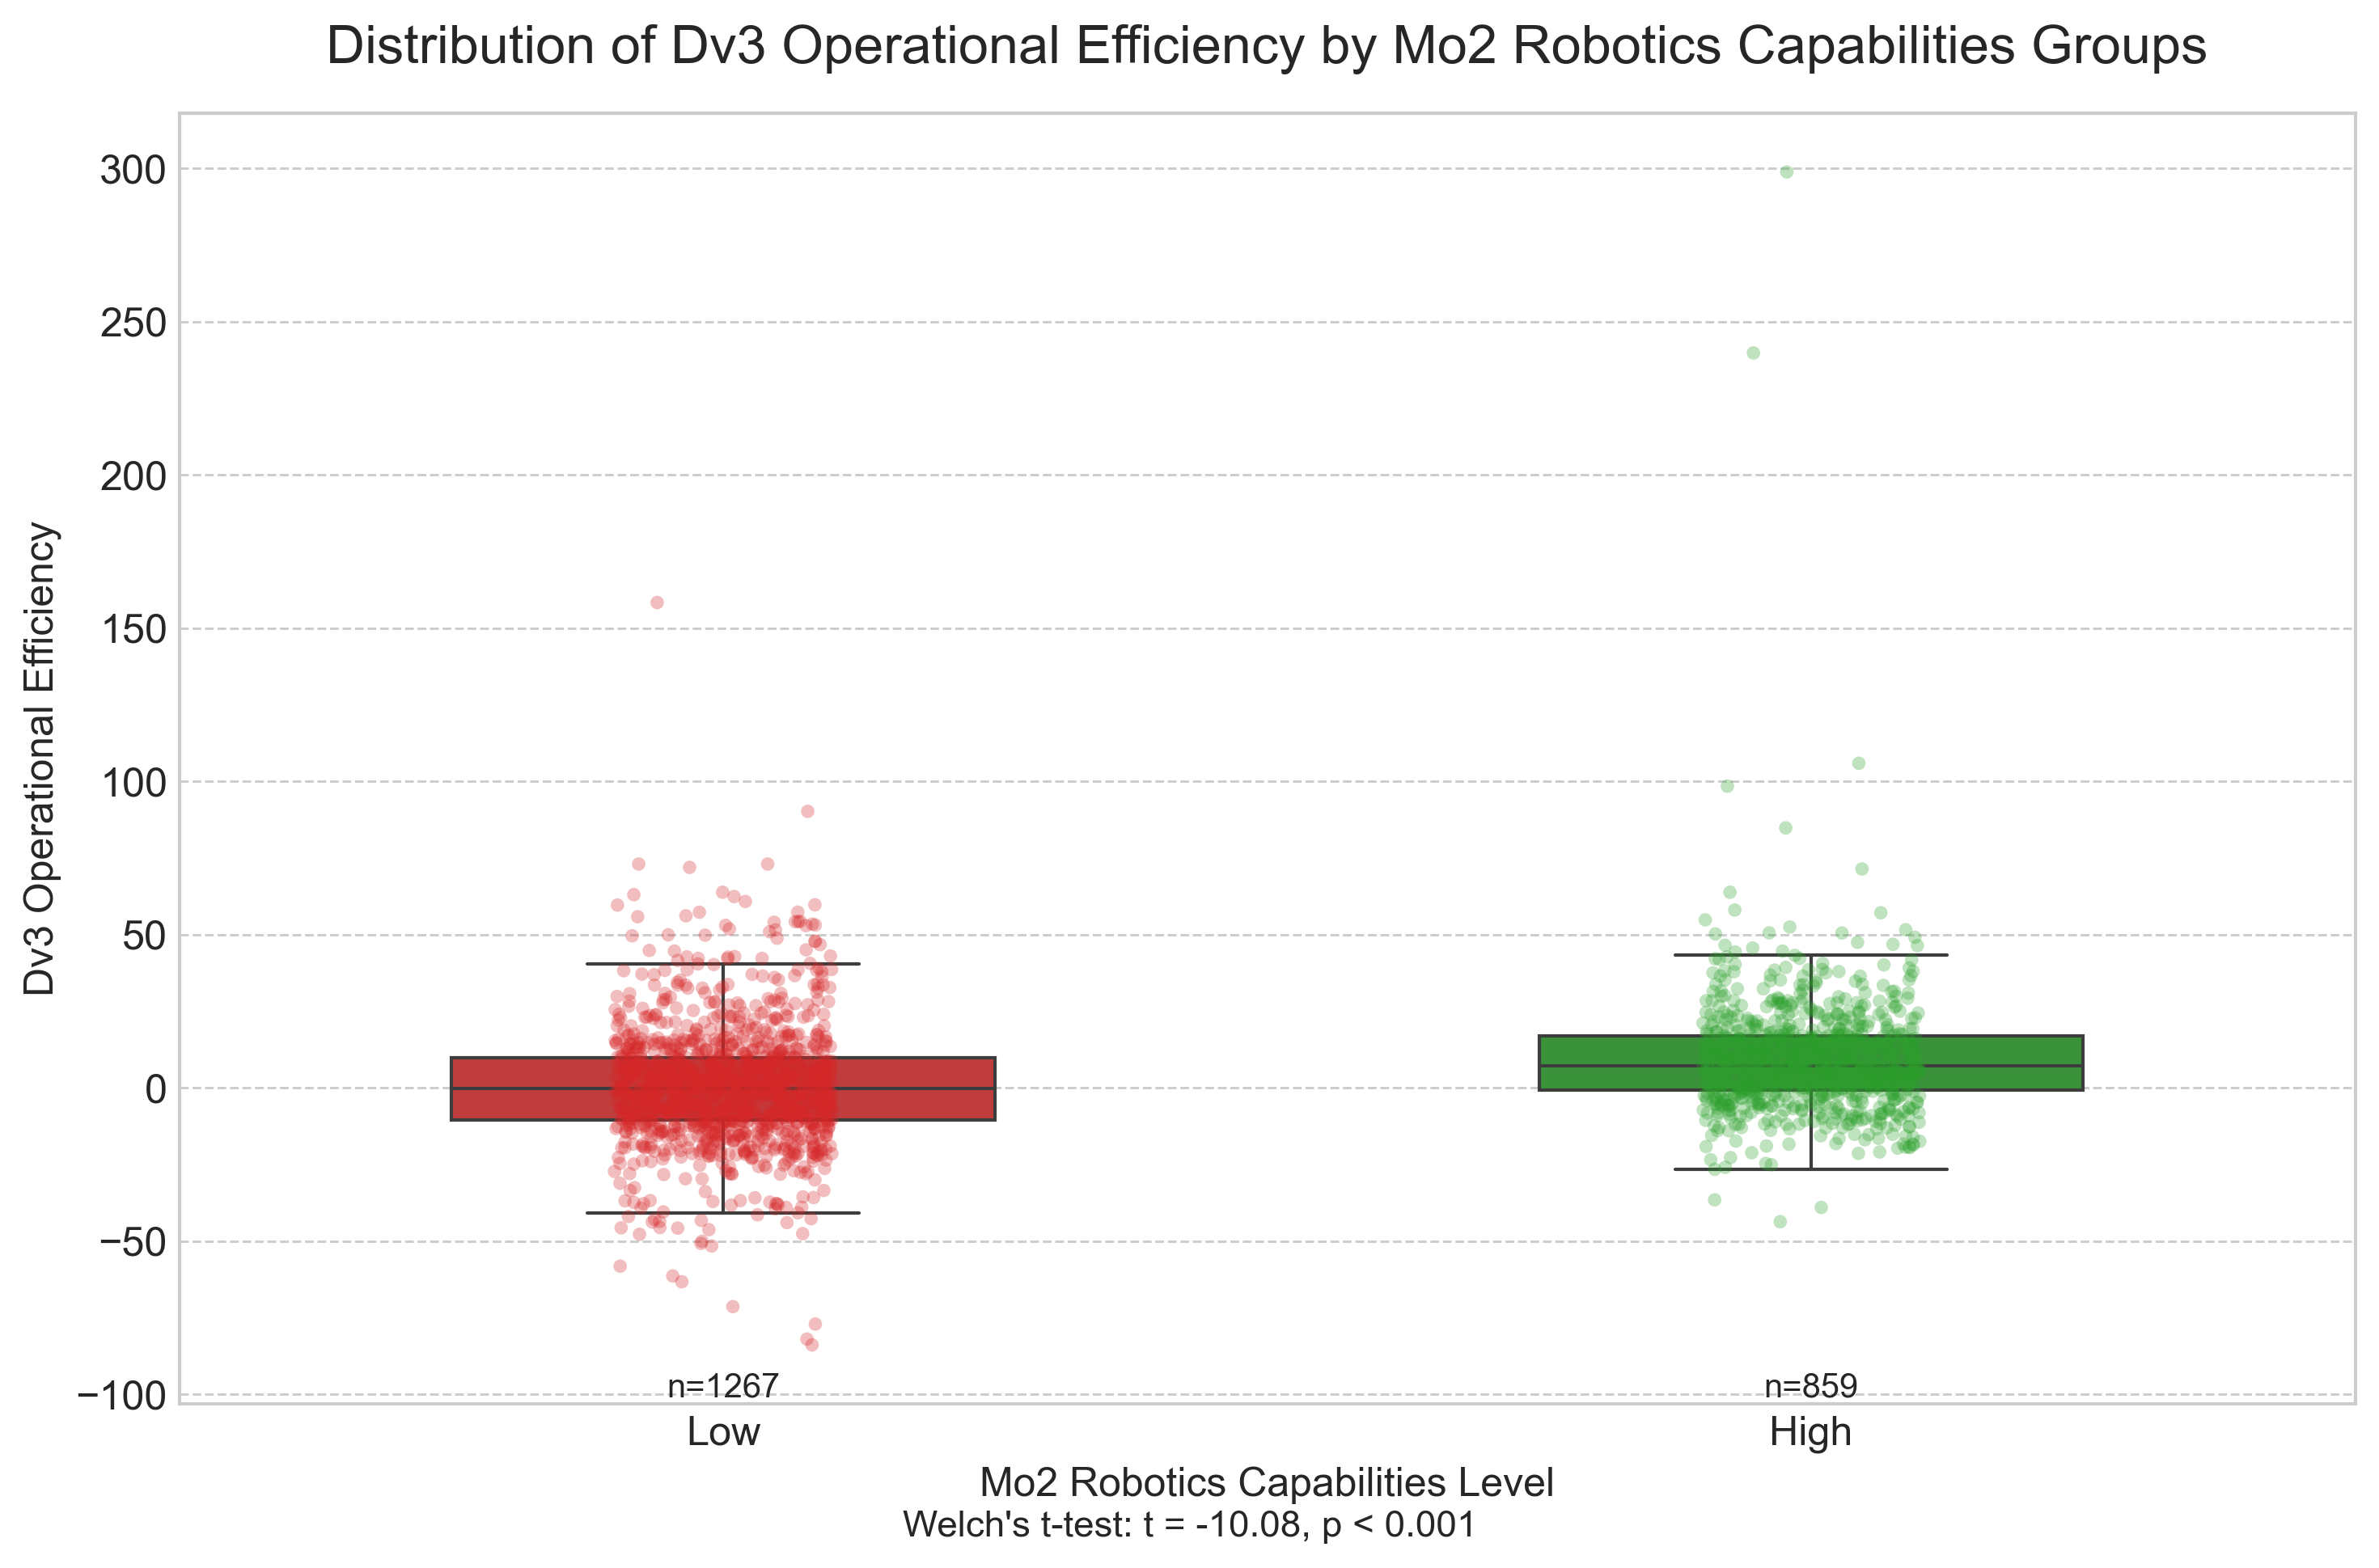 Distribution of Dv3 Operational Efficiency by Mo2 Robotics Capabilities Groups
Dv3 Operational Efficiency
300
250
200
150
100
50
0
−50
−100
n=1267
n=859
Low
High
Mo2 Robotics Capabilities Level
Welch's t-test: t = -10.08, p < 0.001